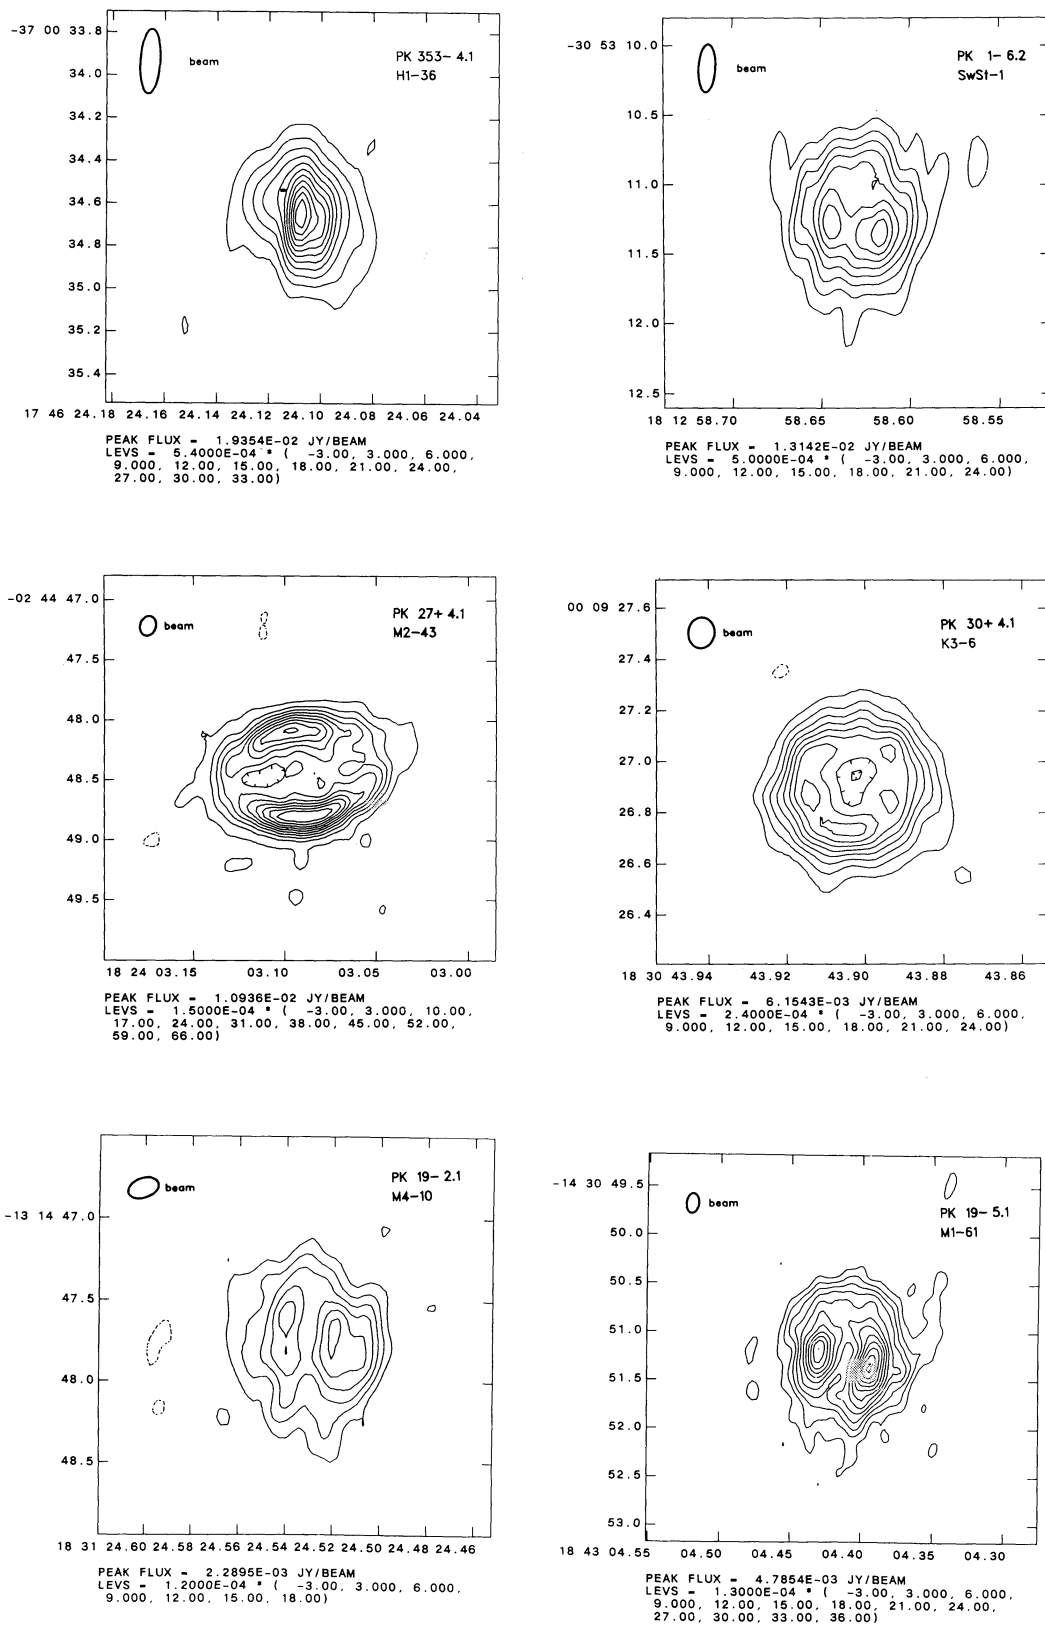 -37 00 33.8
34.0
34.2
34.4
34.6
34.8
35.0
35.2
35.4
beam
PK 353- 4.1
H1-36
17 46 24.18 24.16 24.14 24.12 24.10 24.08 24.06 24.04
PEAK FLUX = 1.9354E-02 JY/BEAM
LEVS = 5.4000E-04 * ( -3.00, 3.000, 6.000,
9.000, 12.00, 15.00, 18.00, 21.00, 24.00,
27.00, 30.00, 33.00)
-30 53 10.0
10.5
11.0
11.5
12.0
12.5
beam
PK 1- 6.2
SwSt-1
18 12 58.70 58.65 58.60 58.55
PEAK FLUX = 1.3142E-02 JY/BEAM
LEVS = 5.0000E-04 * ( -3.00, 3.000, 6.000,
9.000, 12.00, 15.00, 18.00, 21.00, 24.00)
-02 44 47.0
47.5
48.0
48.5
49.0
49.5
beam
PK 27+ 4.1
M2-43
18 24 03.15 03.10 03.05 03.00
PEAK FLUX = 1.0936E-02 JY/BEAM
LEVS = 1.5000E-04 * ( -3.00, 3.000, 10.00,
17.00, 24.00, 31.00, 38.00, 45.00, 52.00,
59.00, 66.00)
00 09 27.6
27.4
27.2
27.0
26.8
26.6
26.4
beam
PK 30+ 4.1
K3-6
18 30 43.94 43.92 43.90 43.88 43.86
PEAK FLUX = 6.1543E-03 JY/BEAM
LEVS = 2.4000E-04 * ( -3.00, 3.000, 6.000,
9.000, 12.00, 15.00, 18.00, 21.00, 24.00)
-13 14 47.0
47.5
48.0
48.5
beam
PK 19- 2.1
M4-10
18 31 24.60 24.58 24.56 24.54 24.52 24.50 24.48 24.46
PEAK FLUX = 2.2895E-03 JY/BEAM
LEVS = 1.2000E-04 * ( -3.00, 3.000, 6.000,
9.000, 12.00, 15.00, 18.00)
-14 30 49.5
50.0
50.5
51.0
51.5
52.0
52.5
53.0
beam
PK 19- 5.1
M1-61
18 43 04.55 04.50 04.45 04.40 04.35 04.30
PEAK FLUX = 4.7854E-03 JY/BEAM
LEVS = 1.3000E-04 * ( -3.00, 3.000, 6.000,
9.000, 12.00, 15.00, 18.00, 21.00, 24.00,
27.00, 30.00, 33.00, 36.00)